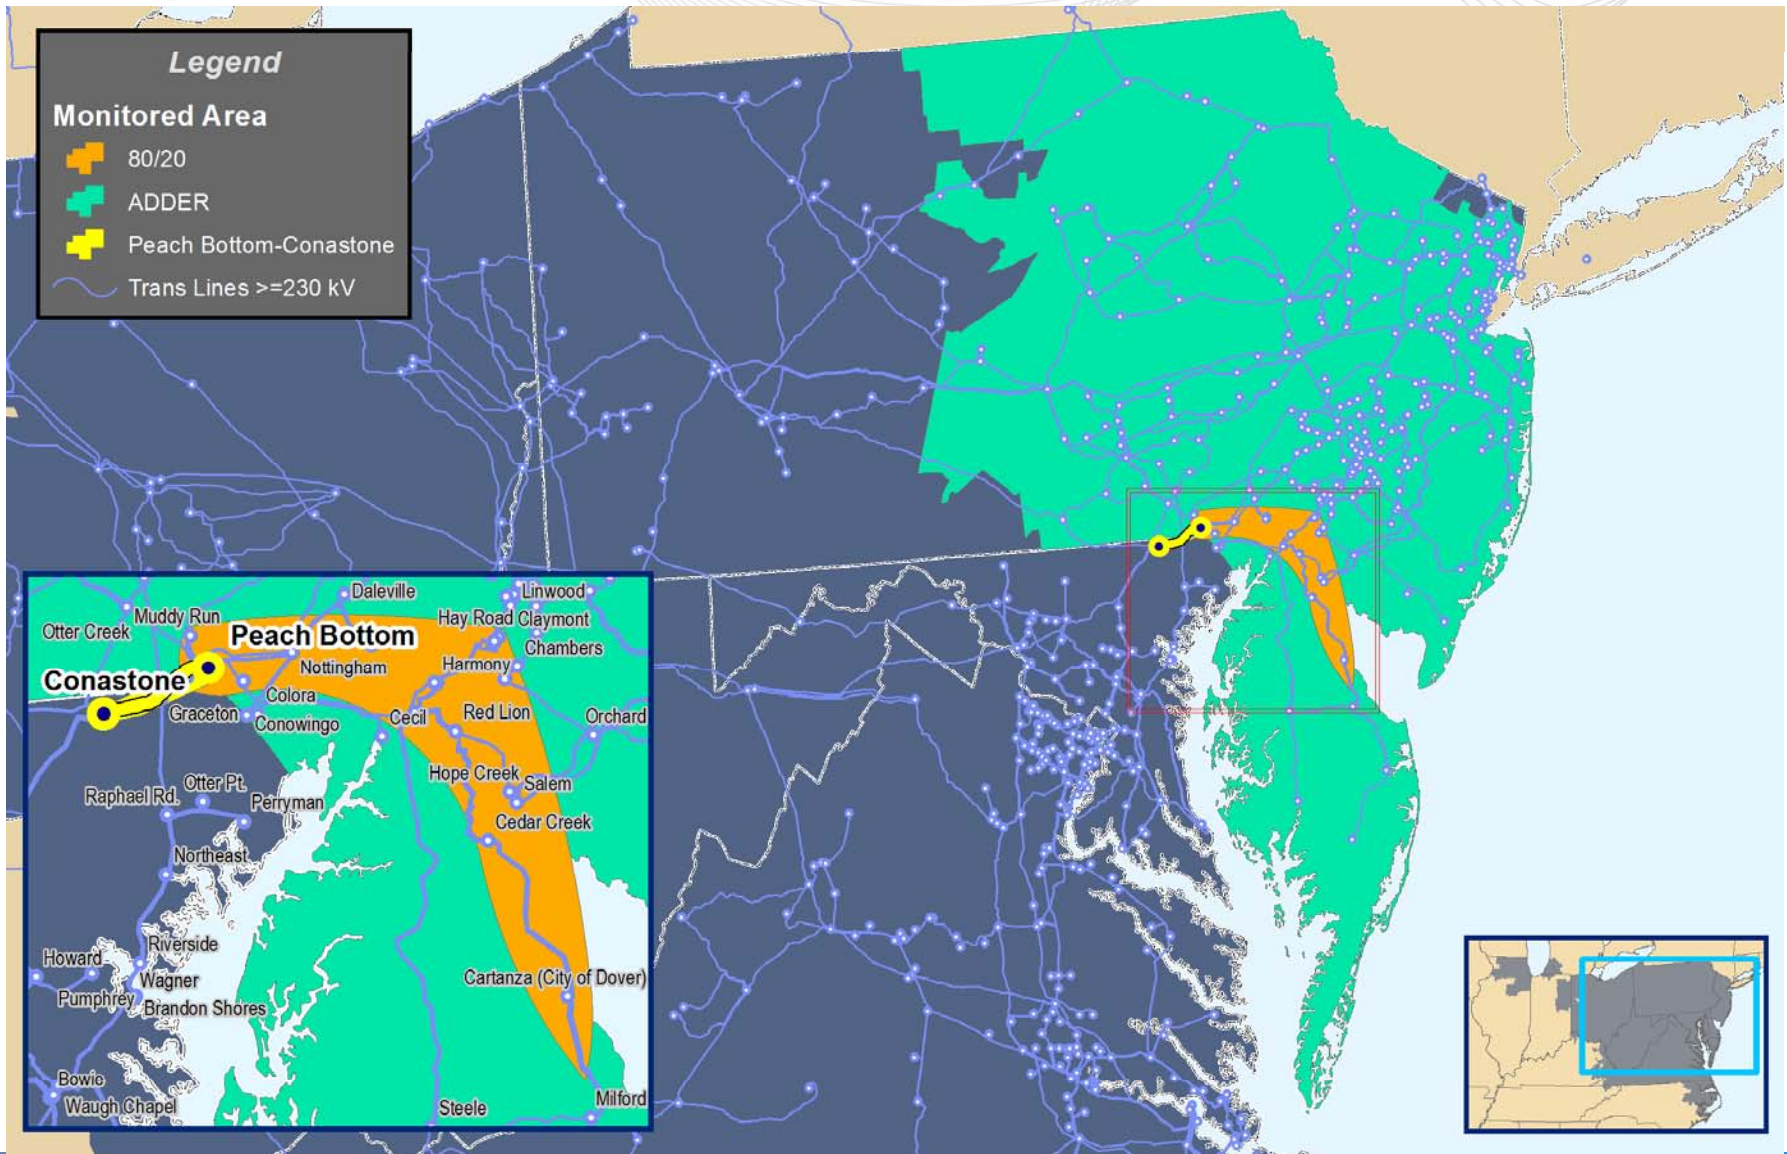 Legend
Monitored Area
80/20
ADDER
Peach Bottom-Conastone
Trans Lines >=230 kV
Daleville
Linwood
Muddy Run
Hay Road Claymont
Otter Creek
Peach Bottom
Chambers
Nottingham
Harmony
Conastone
Colora
Graceton
Conowingo
Cecil
Red Lion
Orchard
Hope Creek
Salem
Otter Pt.
Raphael Rd.
Perryman
Cedar Creek
Northeast
Riverside
Howard
Wagner
Cartanza (City of Dover)
Pumphrey
Brandon Shores
Bowie
Waugh Chapel
Steele
Milford